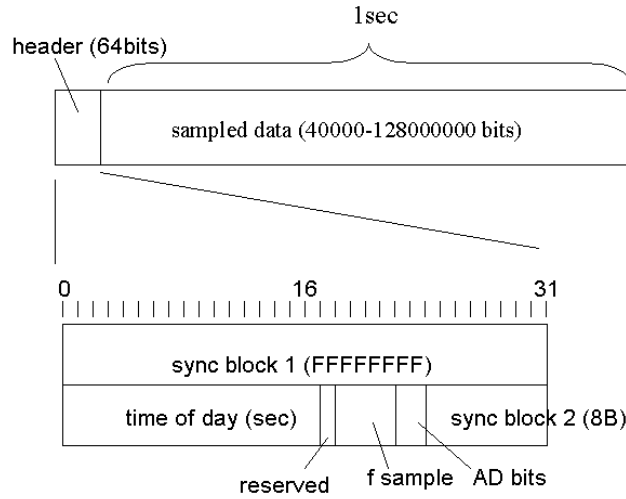 1sec
header (64bits)
sampled data (40000-128000000 bits)
0 16 31
sync block 1 (FFFFFFFF)
time of day (sec) sync block 2 (8B)
reserved f sample AD bits